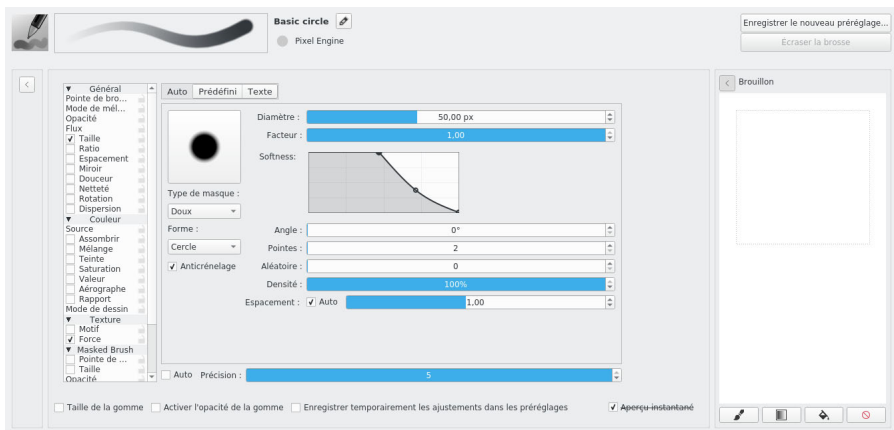 Basic circle
Pixel Engine
Enregistrer le nouveau préréglage...
Écraser la brosse
<
Général
Pointe de bro...
Mode de mél...
Opacité
Flux
Taille
Ratio
Espacement
Miroir
Douceur
Netteté
Rotation
Dispersion
Couleur
Source
Assombrir
Mélange
Teinte
Saturation
Valeur
Aérographe
Rapport
Mode de dessin
Texture
Motif
Force
Masked Brush
Pointe de ...
Taille
Opacité
Auto Prédéfini Texte
Type de masque :
Doux
Forme :
Cercle
Anticrénelage
Diamètre : 50,00 px
Facteur : 1,00
Softness:
Angle : 0°
Pointes : 2
Aléatoire : 0
Densité : 100%
Espacement : Auto 1,00
Auto Précision : 5
Taille de la gomme Activer l'opacité de la gomme Enregistrer temporairement les ajustements dans les préréglages Aperçu instantané
< Brouillon